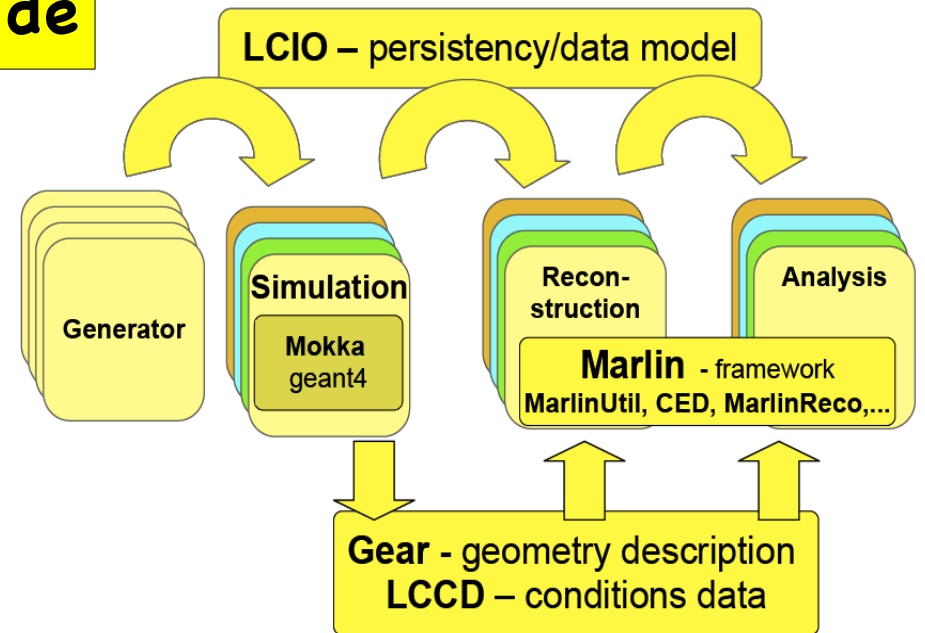 de
LCIO – persistency/data model
Generator
Simulation
Mokka
geant4
Recon-
struction
Analysis
Marlin - framework
MarlinUtil, CED, MarlinReco,...
Gear - geometry description
LCCD – conditions data